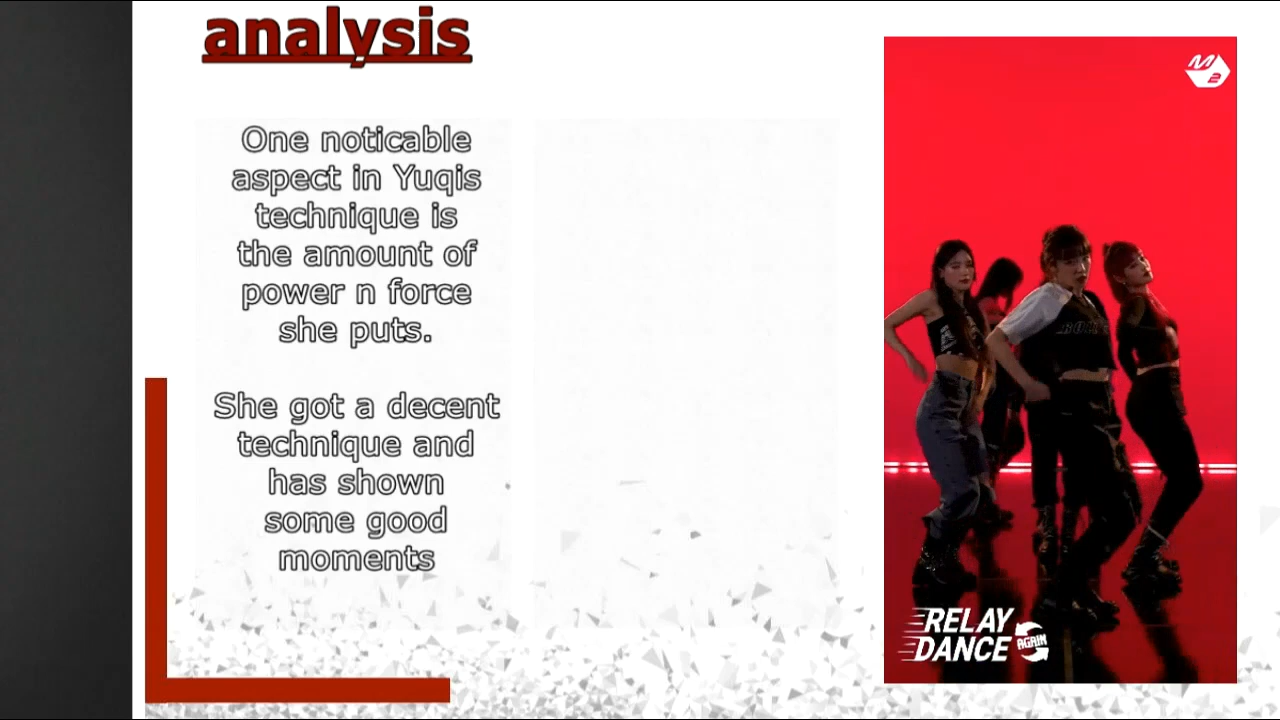 analysis
One noticable
aspect in Yuqis
technique is
the amount of
power n force
she puts.
She got a decent
technique and
has shown
some good
moments
M2
RELAY
DANCE
AGAIN